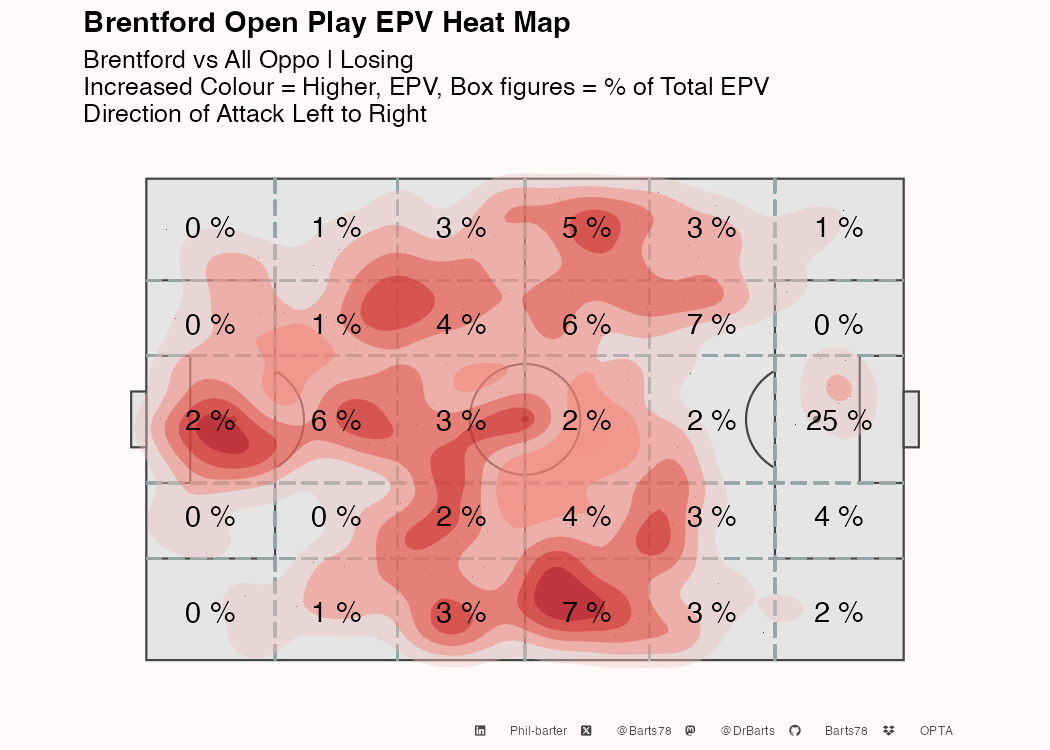 Brentford Open Play EPV Heat Map
Brentford vs All Oppo | Losing
Increased Colour = Higher, EPV, Box figures = % of Total EPV
Direction of Attack Left to Right
0 % 1 % 3 % 5 % 3 % 1 %
0 % 1 % 4 % 6 % 7 % 0 %
2 % 6 % 3 % 2 % 2 % 25 %
0 % 0 % 2 % 4 % 3 % 4 %
0 % 1 % 3 % 7 % 3 % 2 %
Phil-barter @Barts78 @DrBarts Barts78 OPTA